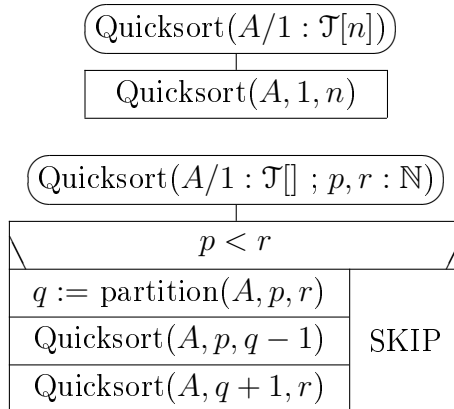 Quicksort(A/1 : 𝒯[n])
Quicksort(A, 1, n)
Quicksort(A/1 : 𝒯[] ; p, r : ℕ)
p < r
q := partition(A, p, r)
Quicksort(A, p, q − 1)
SKIP
Quicksort(A, q + 1, r)